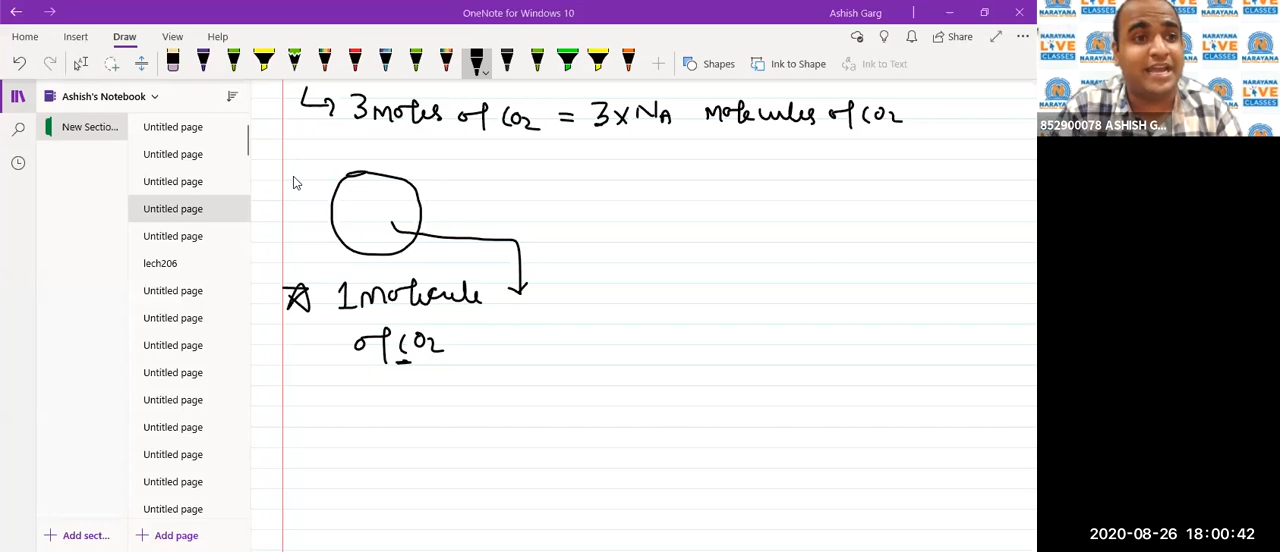 OneNote for Windows 10
Ashish Garg
Home Insert Draw View Help
Share
Shapes Ink to Shape Ink to Text
Ashish's Notebook
New Sectio...
Untitled page
Untitled page
Untitled page
Untitled page
Untitled page
lech206
Untitled page
Untitled page
Untitled page
Untitled page
Untitled page
Untitled page
Untitled page
Untitled page
Untitled page
Add sect...
Add page
3 moles of CO2 = 3 x NA molecules of CO2
1 molecule
of CO2
NARAYANA
LIVE
CLASSES
852900078 ASHISH G...
2020-08-26 18:00:42